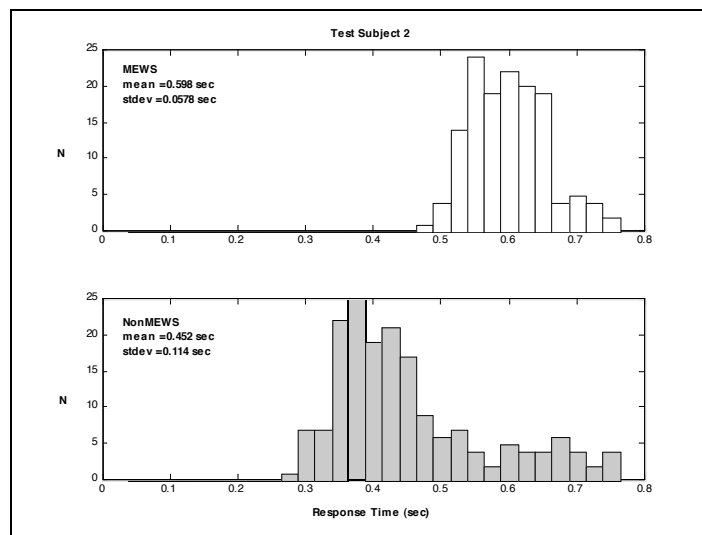 Test Subject 2
25
20
15
10
5
0
N
MEWS
mean =0.598 sec
stdev =0.0578 sec
0 0.1 0.2 0.3 0.4 0.5 0.6 0.7 0.8
25
20
15
10
5
0
N
NonMEWS
mean =0.452 sec
stdev =0.114 sec
0 0.1 0.2 0.3 0.4 0.5 0.6 0.7 0.8
Response Time (sec)